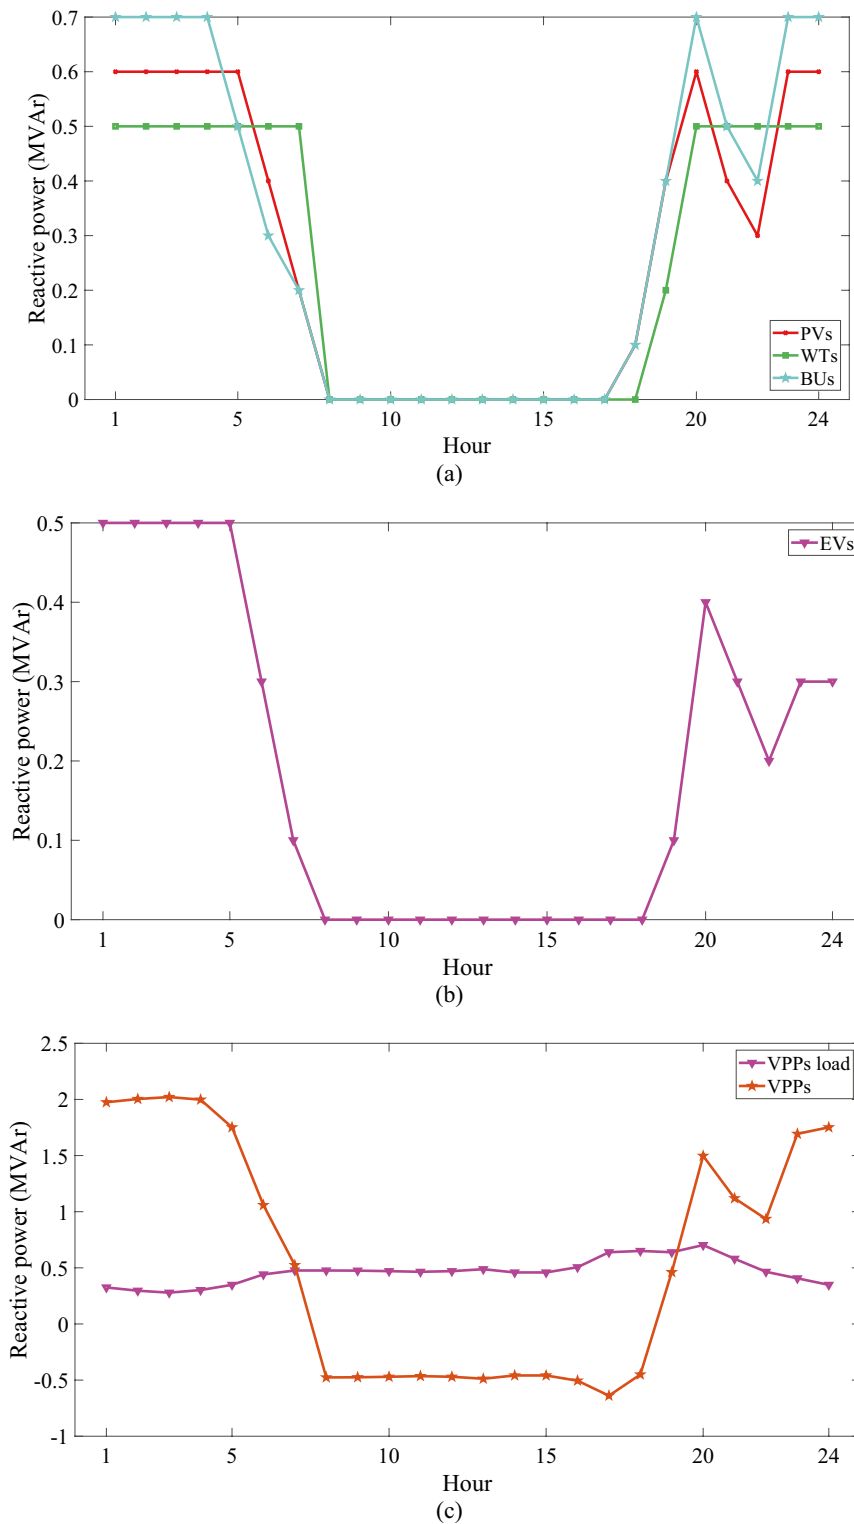 0.7
0.6
0.5
0.4
0.3
0.2
0.1
0
Reactive power (MVAr)
PVs
WTs
BUs
1 5 10 15 20 24
Hour
(a)
0.5
0.4
0.3
0.2
0.1
0
Reactive power (MVAr)
EVs
1 5 10 15 20 24
Hour
(b)
2.5
2
1.5
1
0.5
0
-0.5
-1
Reactive power (MVAr)
VPPs load
VPPs
1 5 10 15 20 24
Hour
(c)